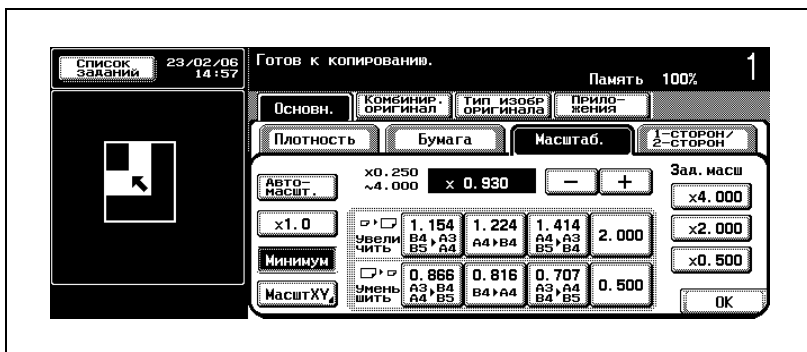 Список заданий
23/02/06
14:57
Готов к копированию.
Память 100%
1
Основн.
Комбинир. оригинал
Тип изобр оригинала
Прило-
жения
Плотность
Бумага
Масштаб.
1-сторон/
2-сторон
Авто-
масшт.
x0.250
~4.000
x 0.930
−
+
Зад. масш
x4.000
x1.0
Увели
чить
1.154
B4▸A3
B5▸A4
1.224
A4▸B4
1.414
A4▸A3
B5▸B4
2.000
x2.000
Минимум
x0.500
МасштXY
Умень
шить
0.866
A3▸B4
A4▸B5
0.816
B4▸A4
0.707
A3▸A4
B4▸B5
0.500
OK